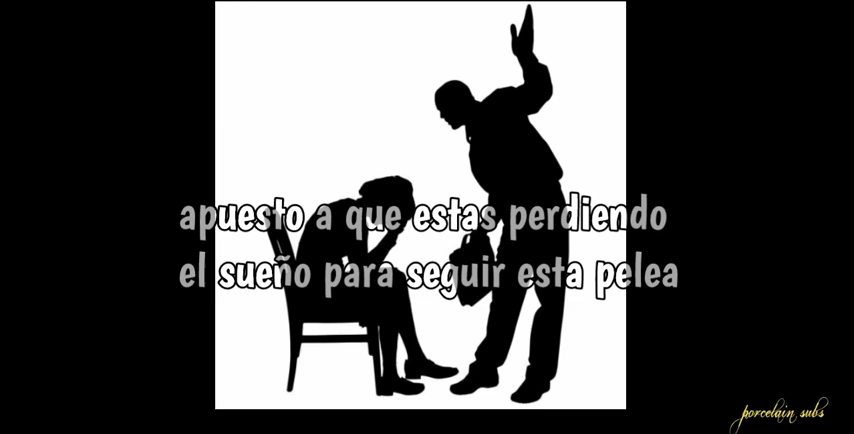 apuesto a que estas perdiendo
el sueño para seguir esta pelea
porcelain subs